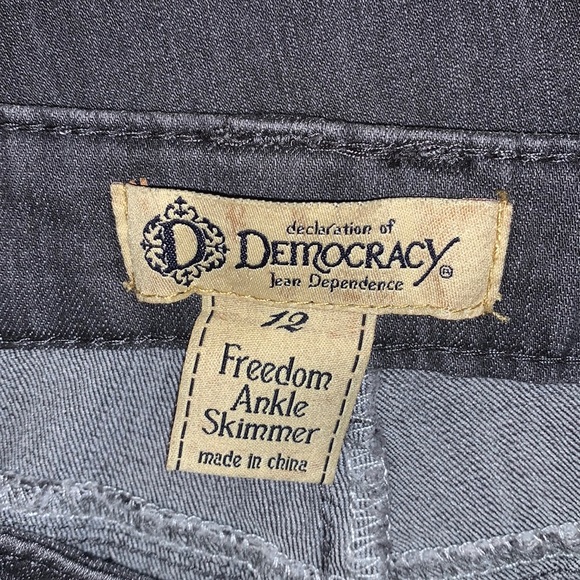 D
declaration of
DEMOCRACY®
Jean Dependence
12
Freedom
Ankle
Skimmer
made in china